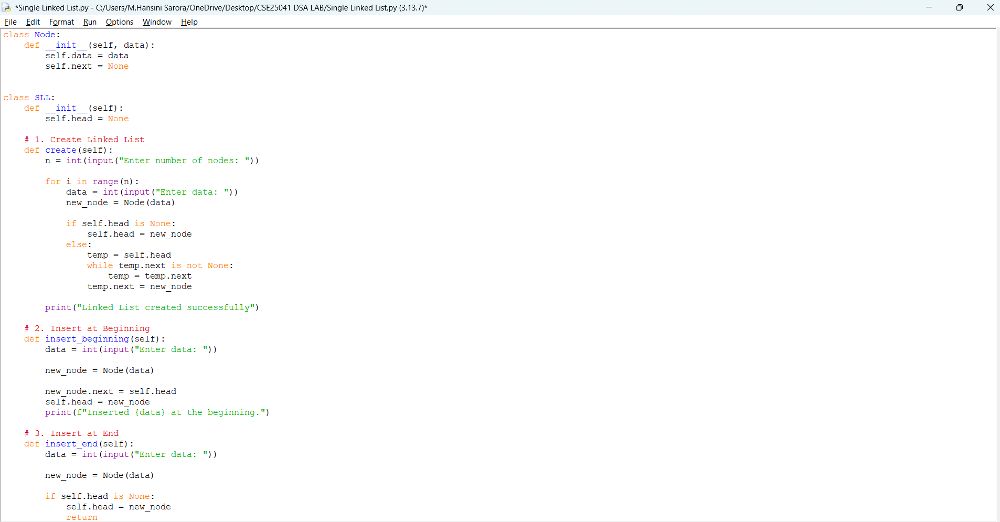 *Single Linked List.py - C:/Users/M.Hansini Sarora/OneDrive/Desktop/CSE25041 DSA LAB/Single Linked List.py (3.13.7)*
File Edit Format Run Options Window Help
class Node:
    def __init__(self, data):
        self.data = data
        self.next = None


class SLL:
    def __init__(self):
        self.head = None

    # 1. Create Linked List
    def create(self):
        n = int(input("Enter number of nodes: "))

        for i in range(n):
            data = int(input("Enter data: "))
            new_node = Node(data)

            if self.head is None:
                self.head = new_node
            else:
                temp = self.head
                while temp.next is not None:
                    temp = temp.next
                temp.next = new_node

        print("Linked List created successfully")

    # 2. Insert at Beginning
    def insert_beginning(self):
        data = int(input("Enter data: "))

        new_node = Node(data)

        new_node.next = self.head
        self.head = new_node
        print(f"Inserted {data} at the beginning.")

    # 3. Insert at End
    def insert_end(self):
        data = int(input("Enter data: "))

        new_node = Node(data)

        if self.head is None:
            self.head = new_node
            return